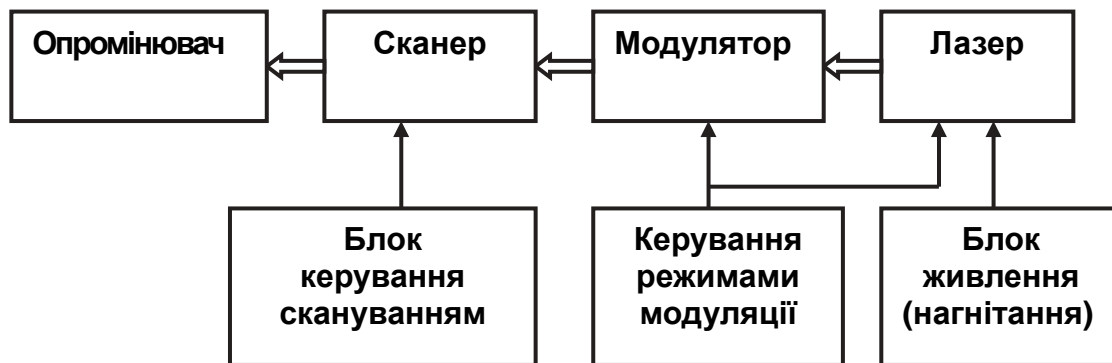 Опромінювач
Сканер
Модулятор
Лазер
Блок
керування
скануванням
Керування
режимами
модуляції
Блок
живлення
(нагнітання)